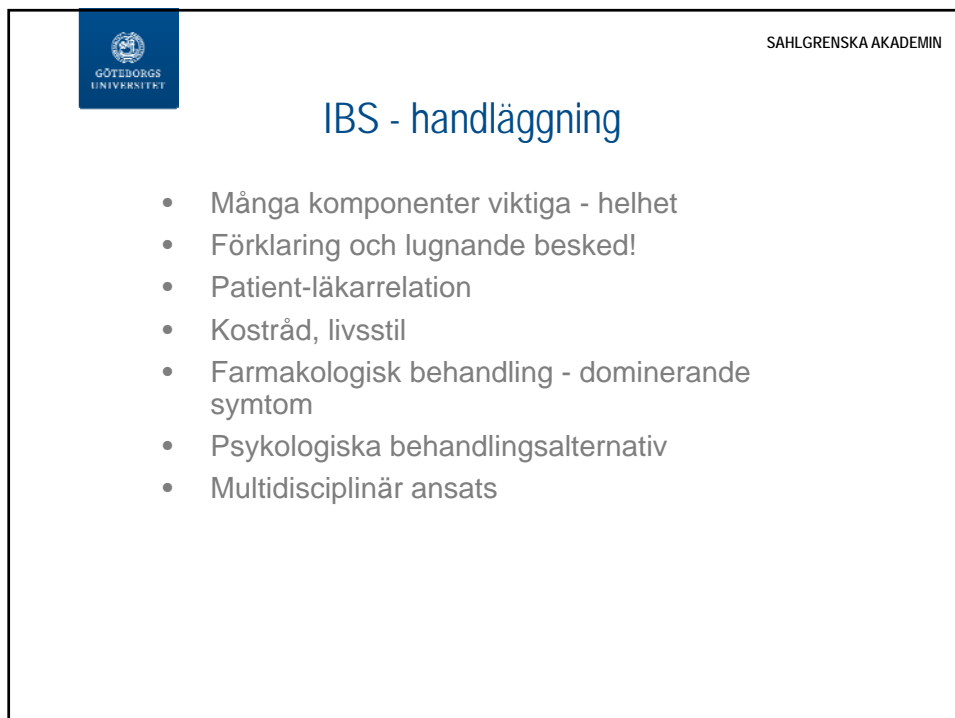 GÖTEBORGS
UNIVERSITET
SAHLGRENSKA AKADEMIN
IBS - handläggning
• Många komponenter viktiga - helhet
• Förklaring och lugnande besked!
• Patient-läkarrelation
• Kostråd, livsstil
• Farmakologisk behandling - dominerande
symtom
• Psykologiska behandlingsalternativ
• Multidisciplinär ansats